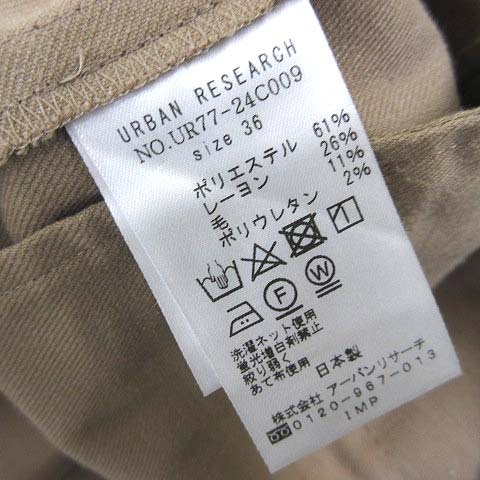 URBAN RESEARCH
NO.UR77-24C009
size 36
ポリエステル 61%
レーヨン 26%
毛 11%
ポリウレタン 2%
F W
洗濯ネット使用
蛍光増白剤禁止
絞り弱く
あて布使用
日本製
株式会社 アーバンリサーチ
0120-967-013
IMP